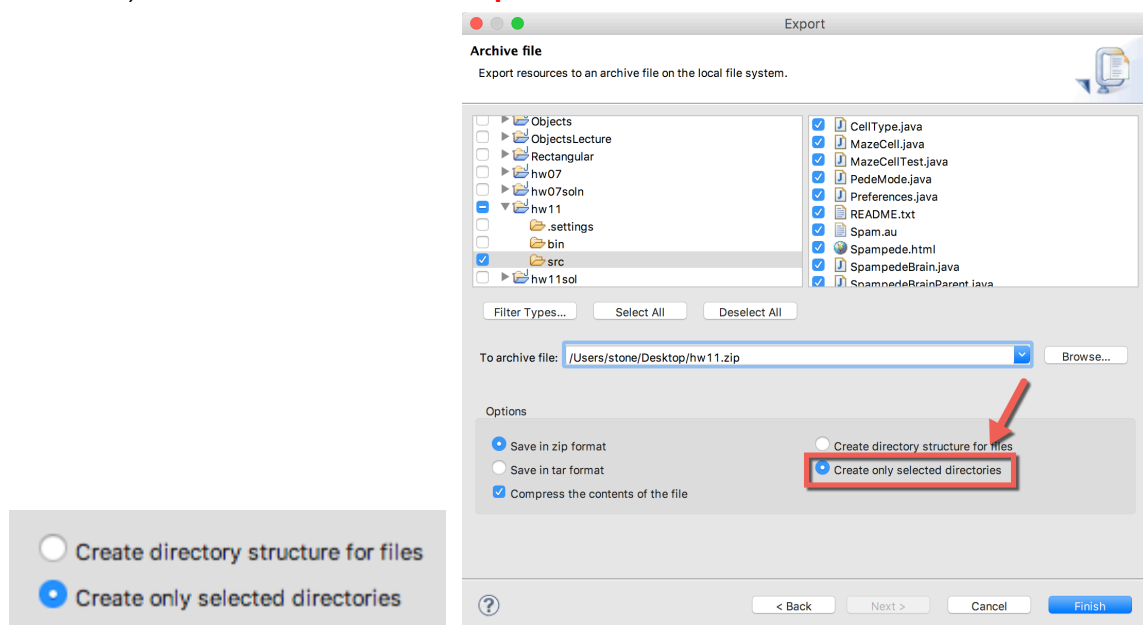 Export
Archive file
Export resources to an archive file on the local file system.
Objects
ObjectsLecture
Rectangular
hw07
hw07soln
hw11
.settings
bin
src
hw11sol
CellType.java
MazeCell.java
MazeCellTest.java
PedeMode.java
Preferences.java
README.txt
Spam.au
Spampede.html
SpampedeBrain.java
SpampedeBrainParent.java
Filter Types...
Select All
Deselect All
To archive file:
/Users/stone/Desktop/hw11.zip
Browse...
Options
Save in zip format
Create directory structure for files
Save in tar format
Create only selected directories
Compress the contents of the file
Create directory structure for files
Create only selected directories
?
< Back
Next >
Cancel
Finish